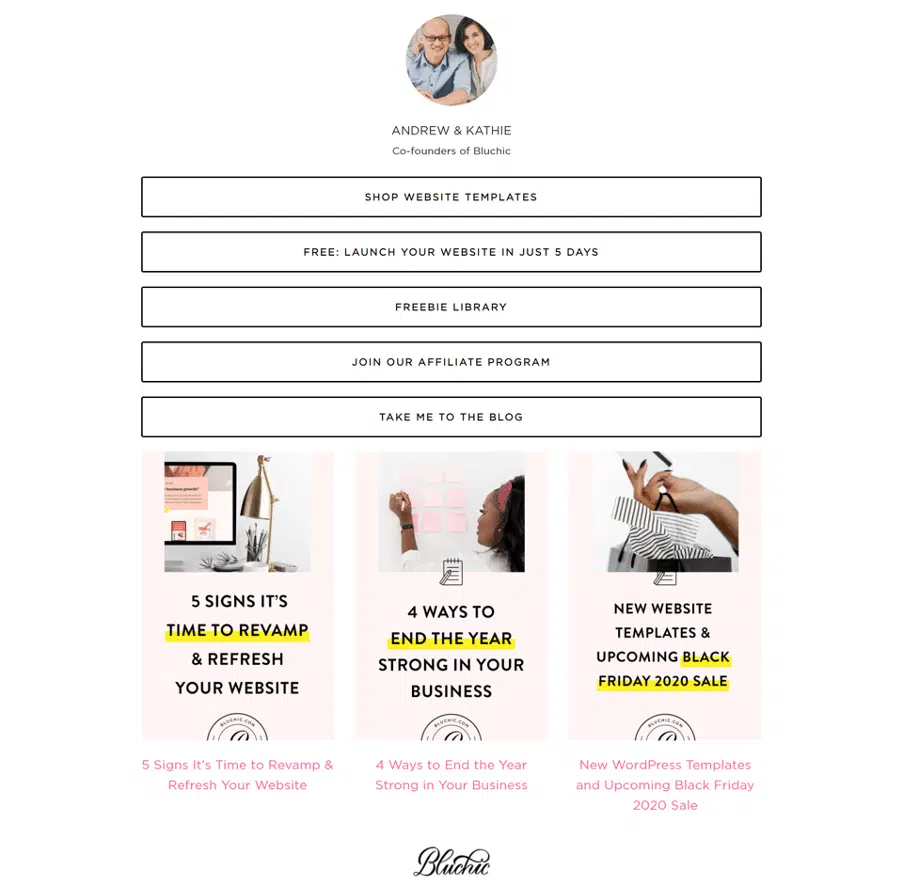 ANDREW & KATHIE
Co-founders of Bluchic
SHOP WEBSITE TEMPLATES
FREE: LAUNCH YOUR WEBSITE IN JUST 5 DAYS
FREEBIE LIBRARY
JOIN OUR AFFILIATE PROGRAM
TAKE ME TO THE BLOG
business growth?
5 SIGNS IT'S
TIME TO REVAMP
& REFRESH
YOUR WEBSITE
BLUCHIC.COM
5 Signs It's Time to Revamp &
Refresh Your Website
4 WAYS TO
END THE YEAR
STRONG IN YOUR
BUSINESS
BLUCHIC.COM
4 Ways to End the Year
Strong in Your Business
NEW WEBSITE
TEMPLATES &
UPCOMING BLACK
FRIDAY 2020 SALE
BLUCHIC.COM
New WordPress Templates
and Upcoming Black Friday
2020 Sale
Bluchic